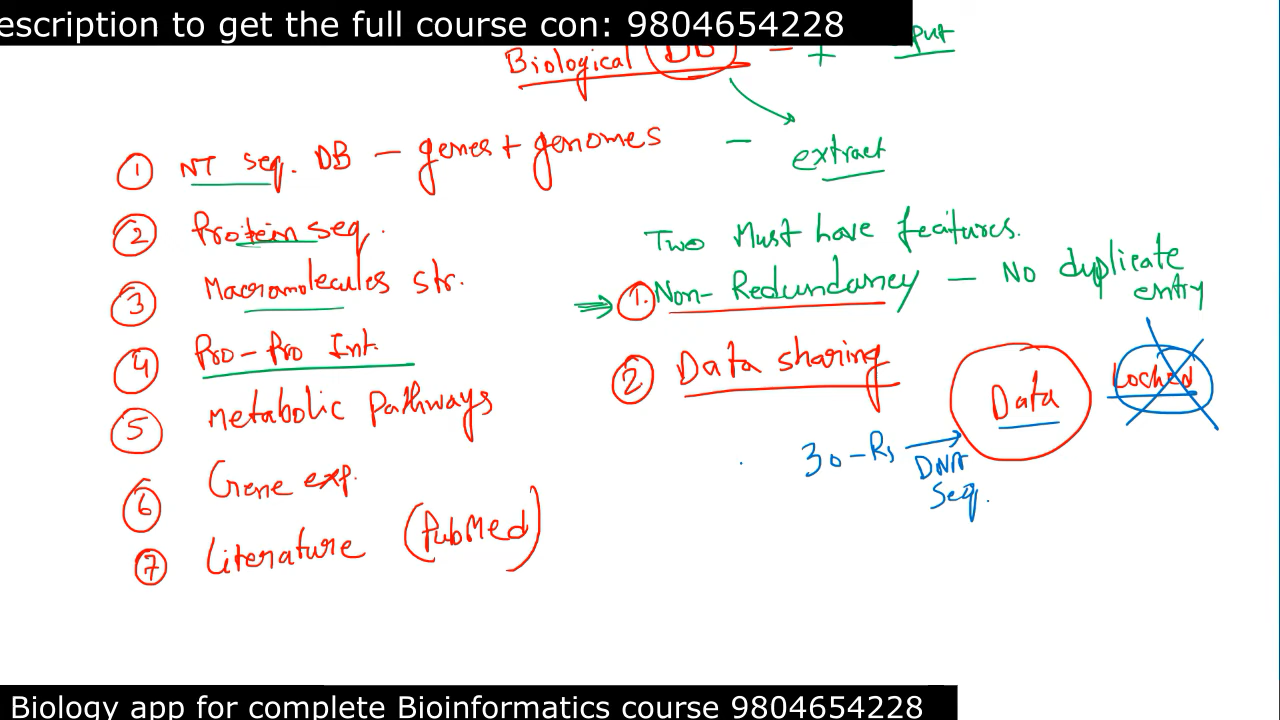 escription to get the full course con: 9804654228
Biological DB - + put
extract
① NT seq. DB - genes + genomes -
② Protein seq.
③ Macromolecules str.
④ Pro-Pro Int.
⑤ Metabolic Pathways
⑥ Gene exp.
⑦ Literature (PubMed)
Two Must have features.
⇒ 1. Non-Redundancy - No duplicate
entry
② Data sharing
Data
Locked
30-Rs → DNA
seq.
Biology app for complete Bioinformatics course 9804654228